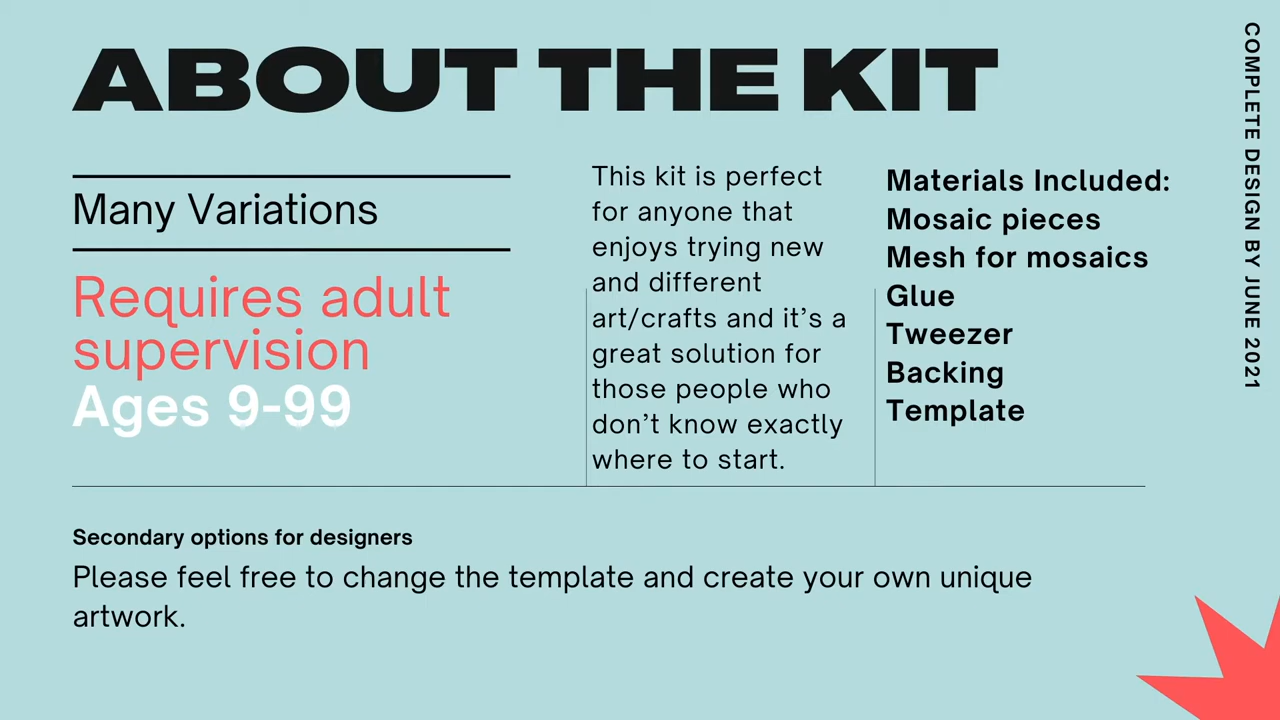 ABOUT THE KIT
Many Variations
Requires adult
supervision
Ages 9-99
This kit is perfect
for anyone that
enjoys trying new
and different
art/crafts and it’s a
great solution for
those people who
don’t know exactly
where to start.
Materials Included:
Mosaic pieces
Mesh for mosaics
Glue
Tweezer
Backing
Template
Secondary options for designers
Please feel free to change the template and create your own unique
artwork.
COMPLETE DESIGN BY JUNE 2021